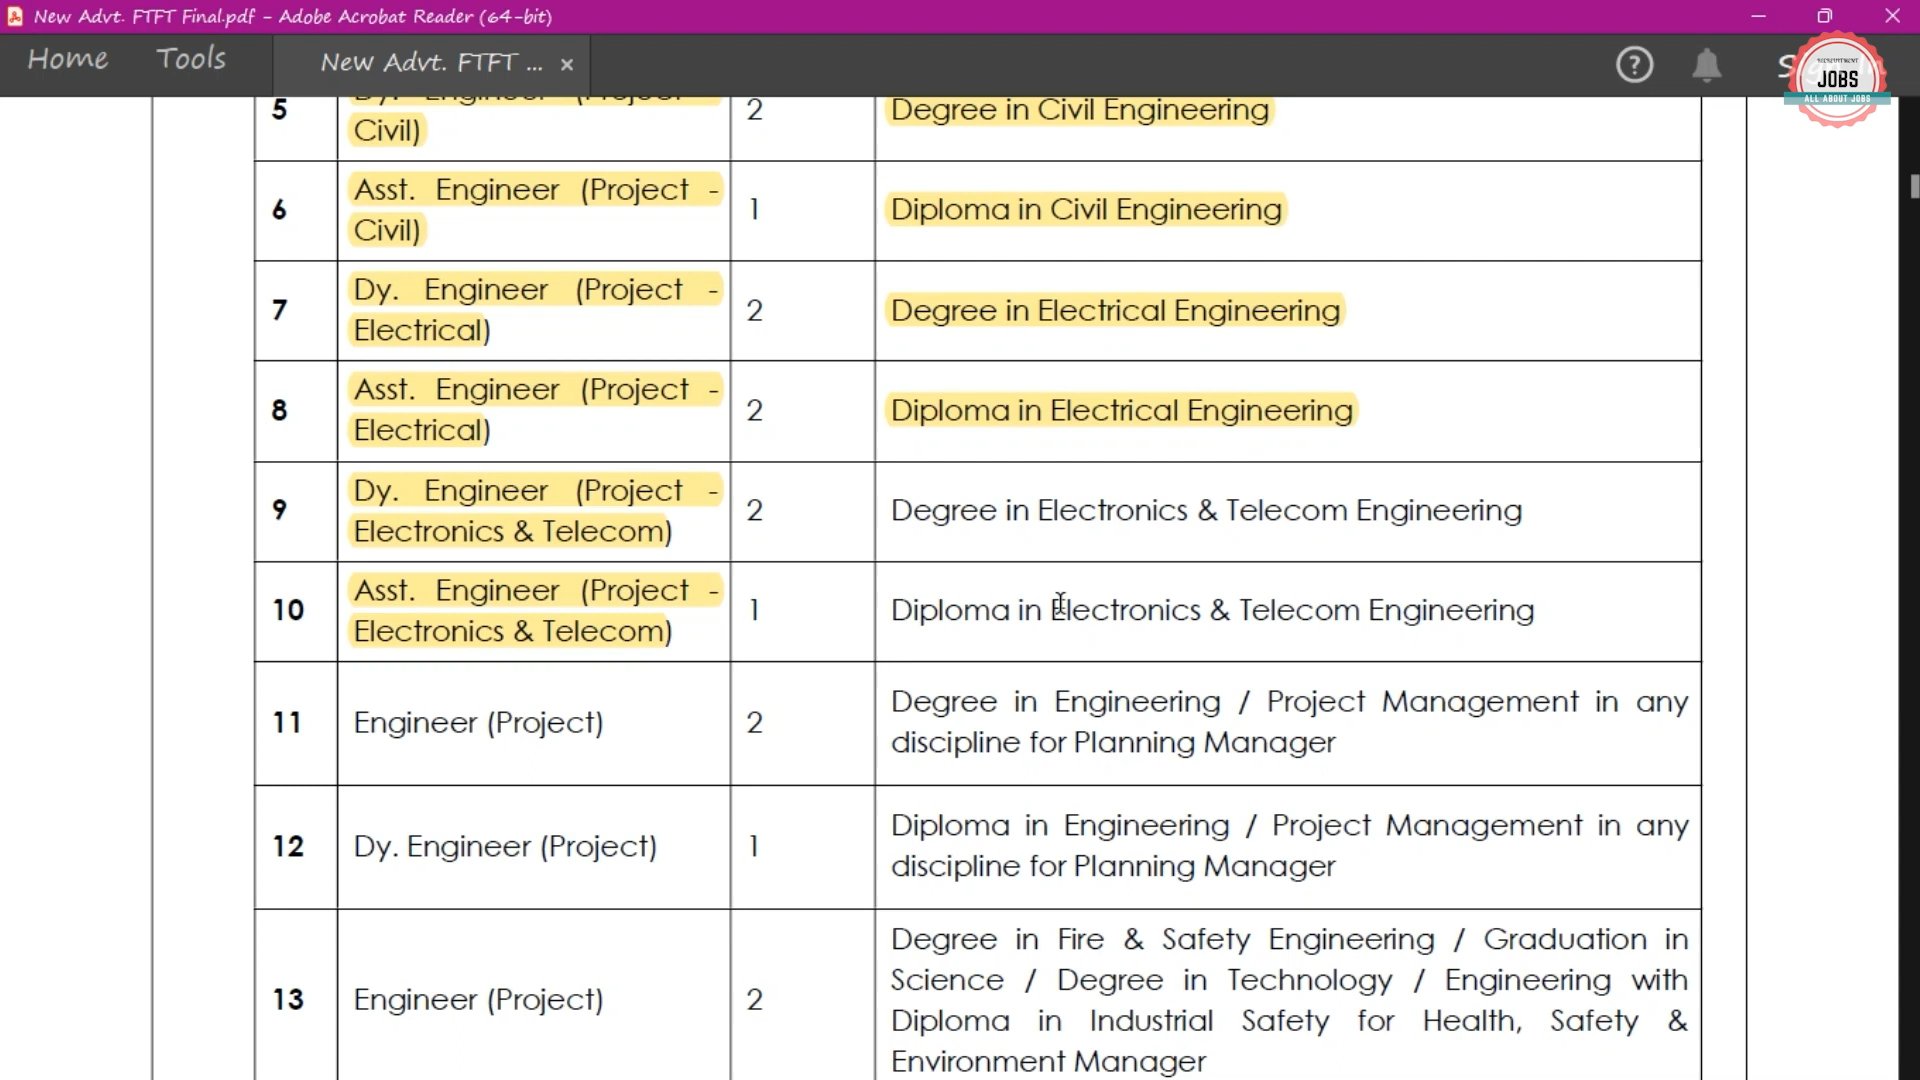 New Advt. FTFT Final.pdf - Adobe Acrobat Reader (64-bit)
Home Tools New Advt. FTFT ... ×
RECRUITMENT
JOBS
ALL ABOUT JOBS
5 Dy. Engineer (Project - 2 Degree in Civil Engineering
Civil)
6 Asst. Engineer (Project - 1 Diploma in Civil Engineering
Civil)
7 Dy. Engineer (Project - 2 Degree in Electrical Engineering
Electrical)
8 Asst. Engineer (Project - 2 Diploma in Electrical Engineering
Electrical)
9 Dy. Engineer (Project - 2 Degree in Electronics & Telecom Engineering
Electronics & Telecom)
10 Asst. Engineer (Project - 1 Diploma in Electronics & Telecom Engineering
Electronics & Telecom)
11 Engineer (Project) 2 Degree in Engineering / Project Management in any
discipline for Planning Manager
12 Dy. Engineer (Project) 1 Diploma in Engineering / Project Management in any
discipline for Planning Manager
13 Engineer (Project) 2 Degree in Fire & Safety Engineering / Graduation in
Science / Degree in Technology / Engineering with
Diploma in Industrial Safety for Health, Safety &
Environment Manager